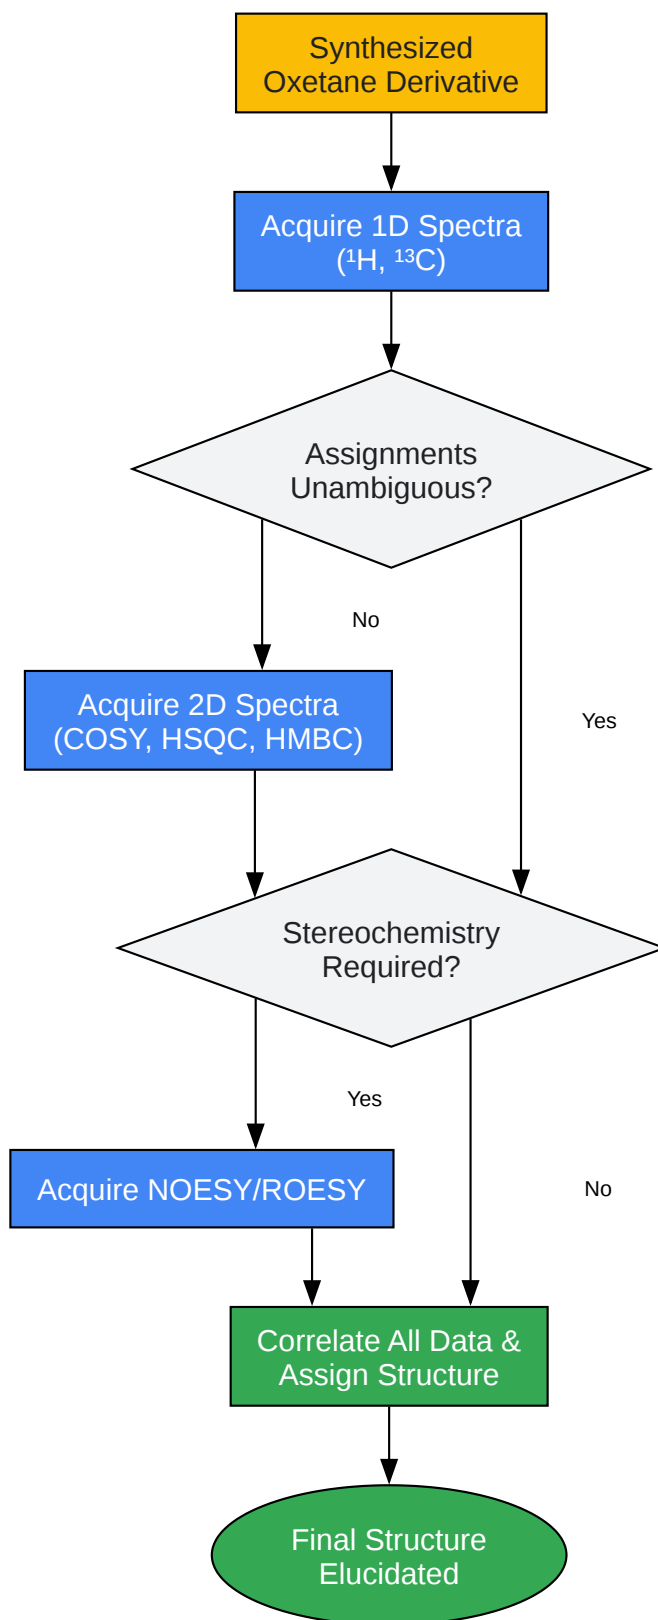 Synthesized
Oxetane Derivative
Acquire 1D Spectra
(¹H, ¹³C)
Assignments
Unambiguous?
No
Acquire 2D Spectra
(COSY, HSQC, HMBC)
Yes
Stereochemistry
Required?
Yes
Acquire NOESY/ROESY
No
Correlate All Data &
Assign Structure
Final Structure
Elucidated